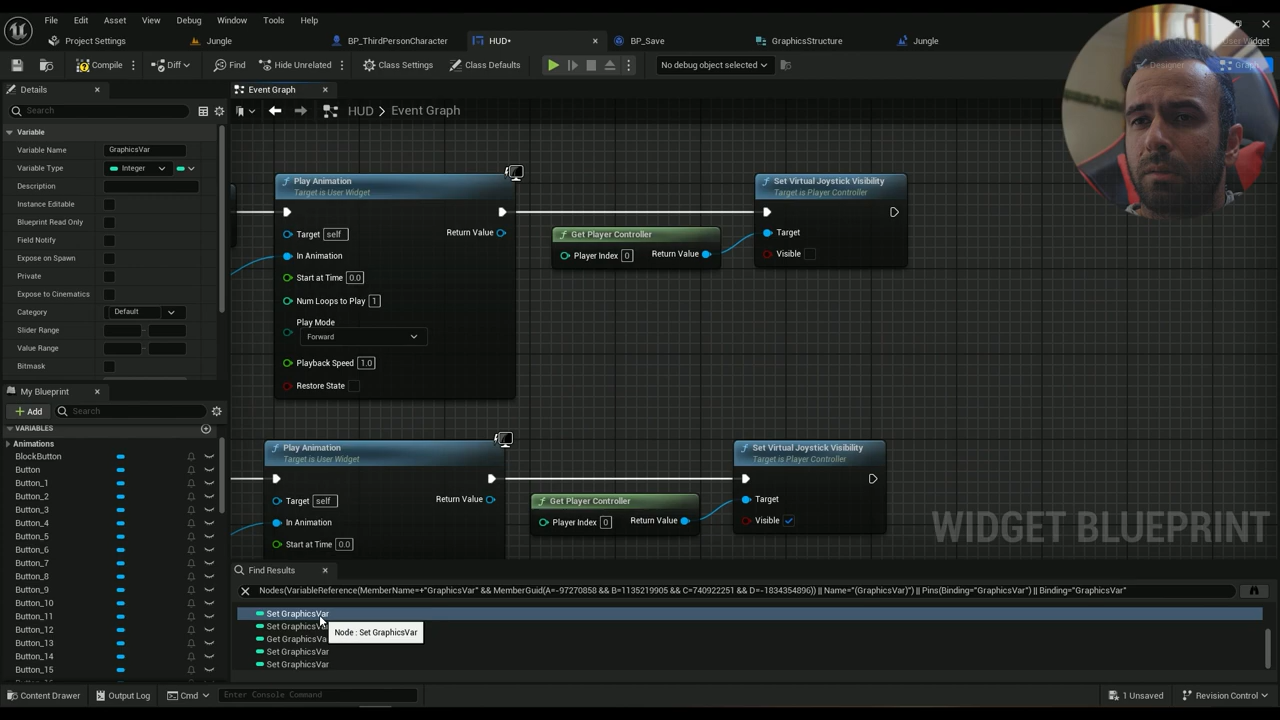 File Edit Asset View Debug Window Tools Help
Project Settings Jungle BP_ThirdPersonCharacter HUD• BP_Save GraphicsStructure Jungle
Compile Diff Find Hide Unrelated Class Settings Class Defaults No debug object selected Designer Graph
Details
Search
Variable
Variable Name GraphicsVar
Variable Type Integer
Description
Instance Editable
Blueprint Read Only
Field Notify
Expose on Spawn
Private
Expose to Cinematics
Category Default
Slider Range
Value Range
Bitmask
My Blueprint
Add Search
VARIABLES
Animations
BlockButton
Button
Button_1
Button_2
Button_3
Button_4
Button_5
Button_6
Button_7
Button_8
Button_9
Button_10
Button_11
Button_12
Button_13
Button_14
Button_15
Event Graph
HUD > Event Graph
Play Animation
Target is User Widget
Target self
Return Value
In Animation
Start at Time 0.0
Num Loops to Play 1
Play Mode
Forward
Playback Speed 1.0
Restore State
Get Player Controller
Player Index 0 Return Value
Set Virtual Joystick Visibility
Target is Player Controller
Target
Visible
Play Animation
Target is User Widget
Target self
Return Value
In Animation
Start at Time 0.0
Get Player Controller
Player Index 0 Return Value
Set Virtual Joystick Visibility
Target is Player Controller
Target
Visible
WIDGET BLUEPRINT
Find Results
Nodes(VariableReference(MemberName=+"GraphicsVar" && MemberGuid(A=-97270858 && B=1135219905 && C=740922251 && D=-1834354896)) || Name="(GraphicsVar)") || Pins(Binding="GraphicsVar") || Binding="GraphicsVar"
Set GraphicsVar
Set GraphicsVar
Get GraphicsVa
Set GraphicsVar
Set GraphicsVar
Node : Set GraphicsVar
Content Drawer Output Log Cmd Enter Console Command 1 Unsaved Revision Control